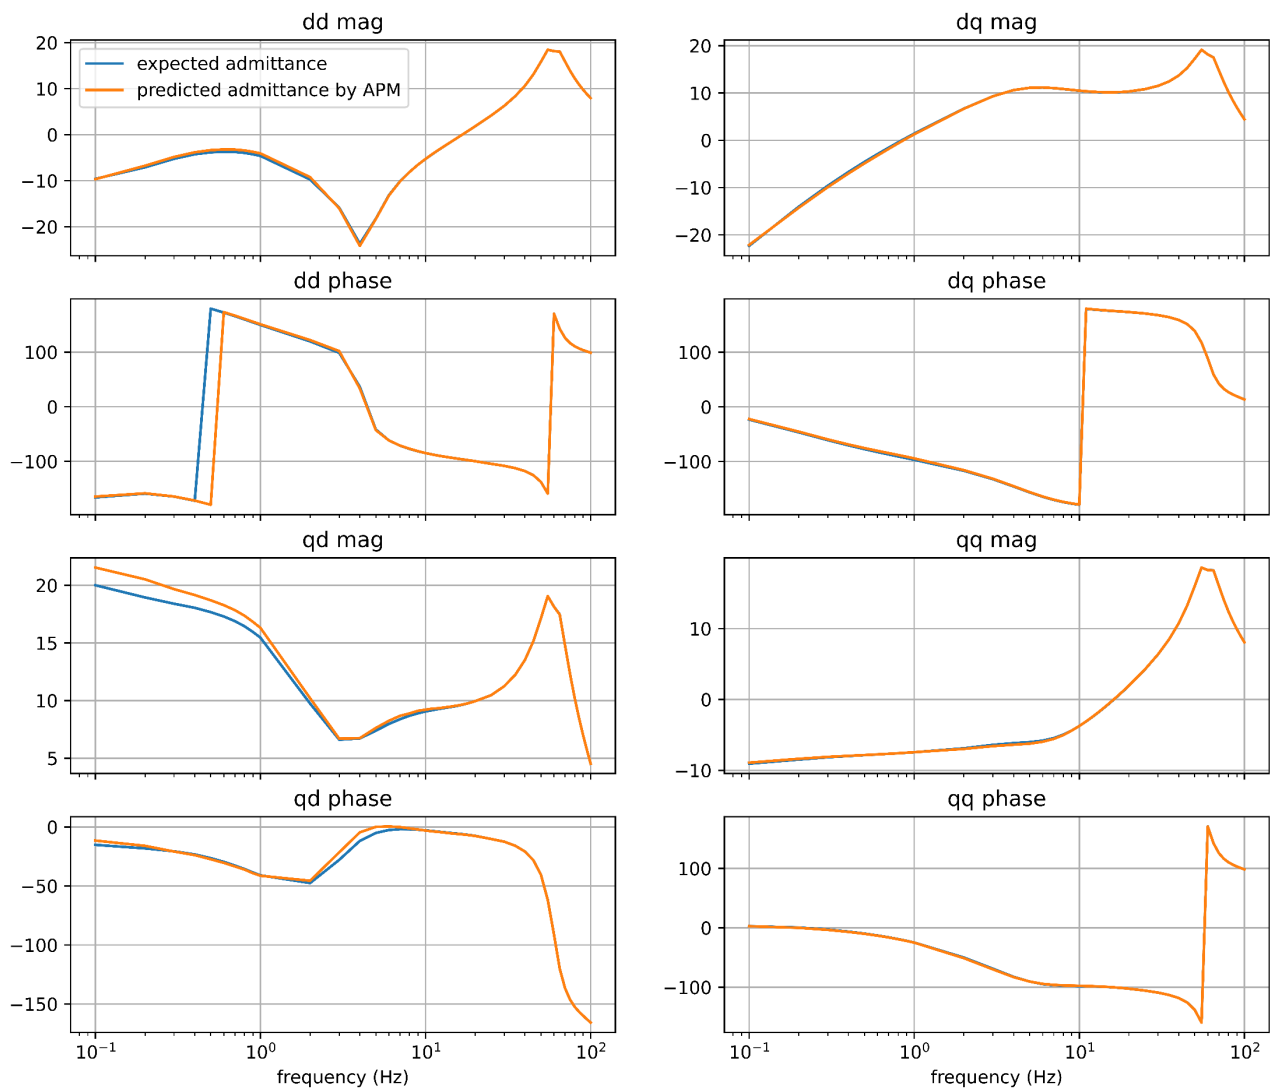 dd mag
20
10
0
−10
−20
expected admittance
predicted admittance by APM
dq mag
20
10
0
−10
−20
dd phase
100
0
−100
dq phase
100
0
−100
qd mag
20
15
10
5
qq mag
10
0
−10
qd phase
0
−50
−100
−150
10⁻¹ 10⁰ 10¹ 10²
frequency (Hz)
qq phase
100
0
−100
10⁻¹ 10⁰ 10¹ 10²
frequency (Hz)